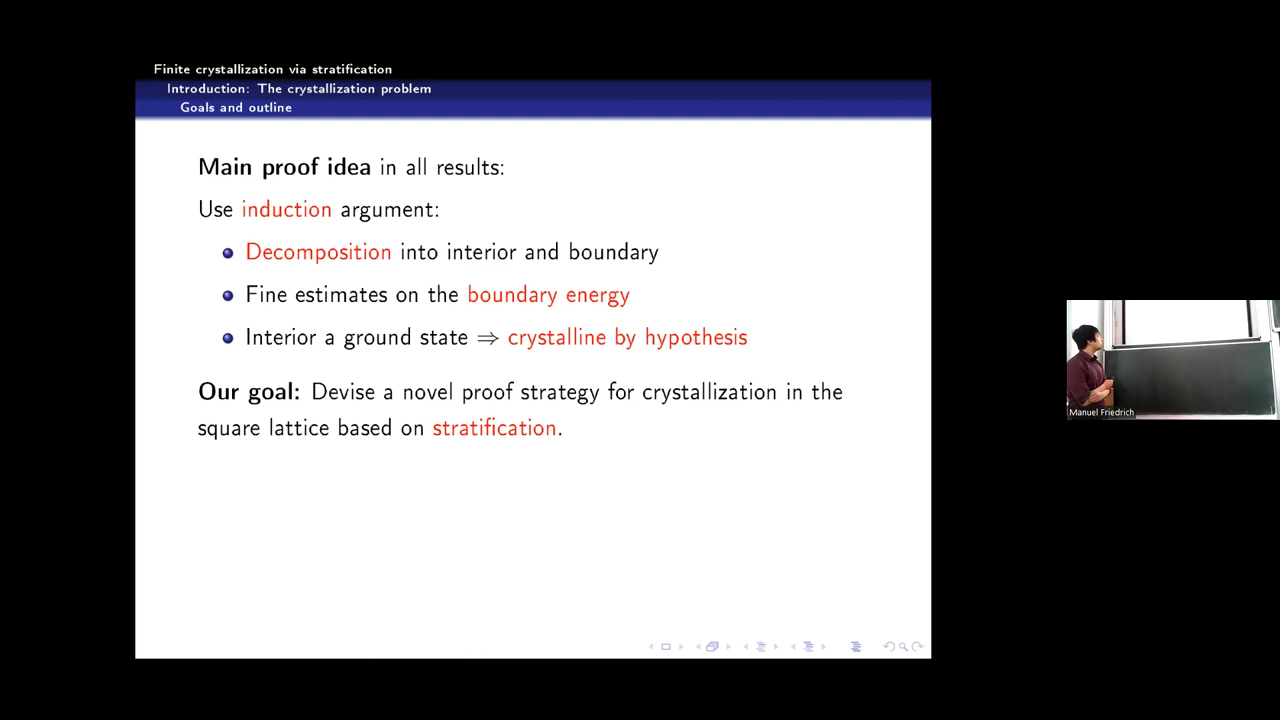 Finite crystallization via stratification
Introduction: The crystallization problem
Goals and outline
Main proof idea in all results:
Use induction argument:
Decomposition into interior and boundary
Fine estimates on the boundary energy
Interior a ground state ⇒ crystalline by hypothesis
Our goal: Devise a novel proof strategy for crystallization in the
square lattice based on stratification.
Manuel Friedrich